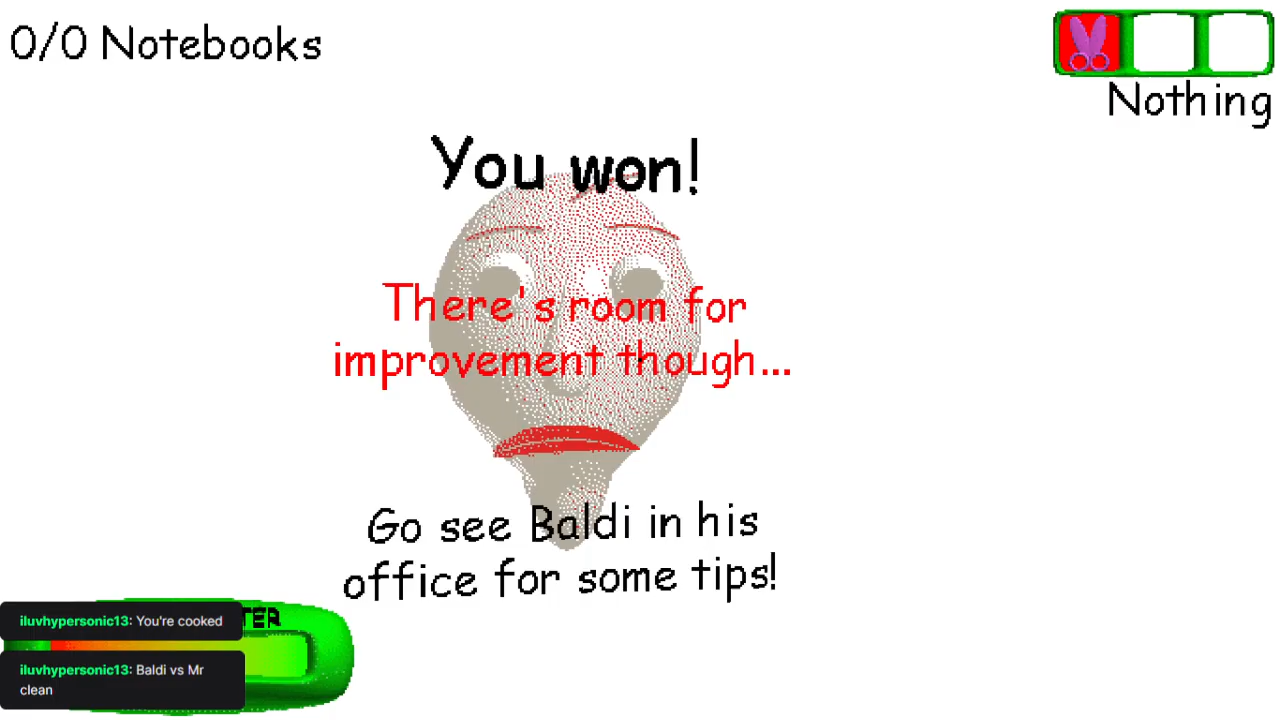 0/0 Notebooks
Nothing
You won!
There's room for
improvement though...
Go see Baldi in his
office for some tips!
TER
iluvhypersonic13: You're cooked
iluvhypersonic13: Baldi vs Mr
clean